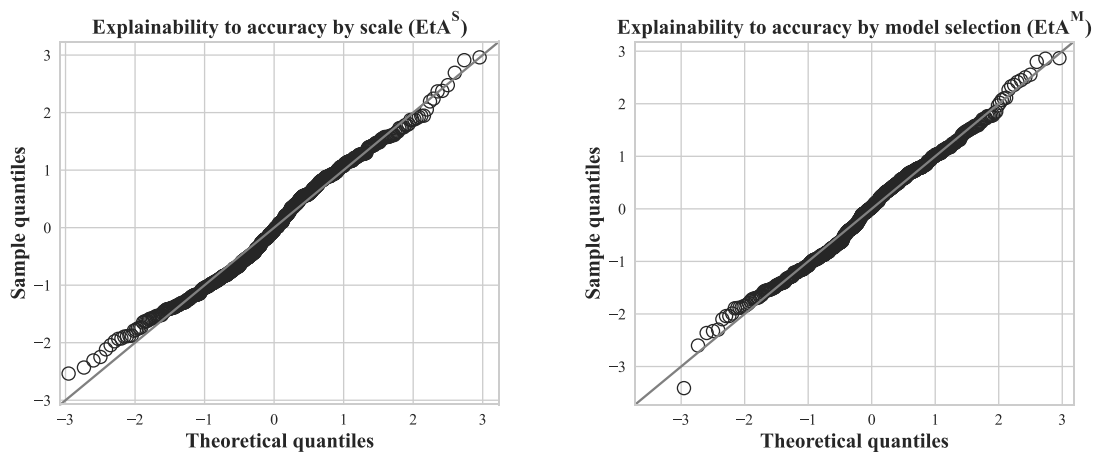 Explainability to accuracy by scale (EtA^S)
3
2
1
0
−1
−2
−3
Sample quantiles
−3 −2 −1 0 1 2 3
Theoretical quantiles
Explainability to accuracy by model selection (EtA^M)
3
2
1
0
−1
−2
−3
Sample quantiles
−3 −2 −1 0 1 2 3
Theoretical quantiles